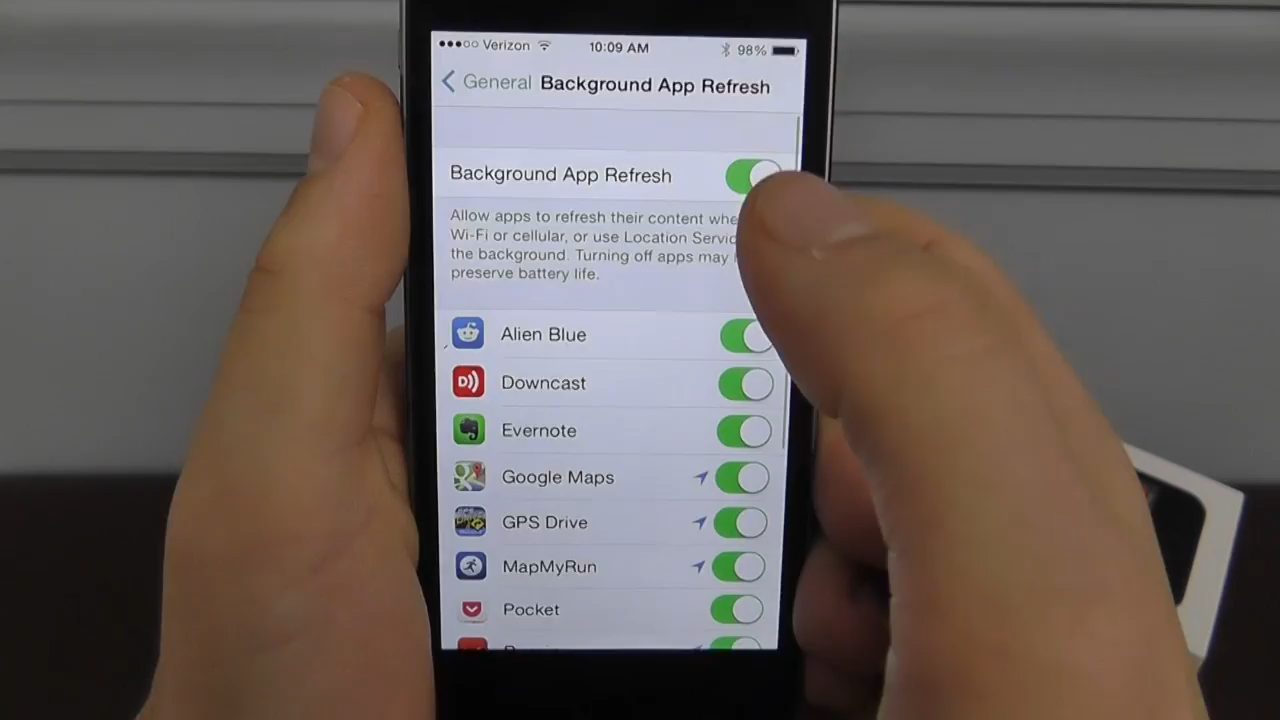 Verizon 10:09 AM 98%
General Background App Refresh
Background App Refresh
Allow apps to refresh their content
Wi-Fi or cellular, or use Location
the background. Turning off apps may
preserve battery life.
Alien Blue
Downcast
Evernote
Google Maps
GPS Drive
MapMyRun
Pocket